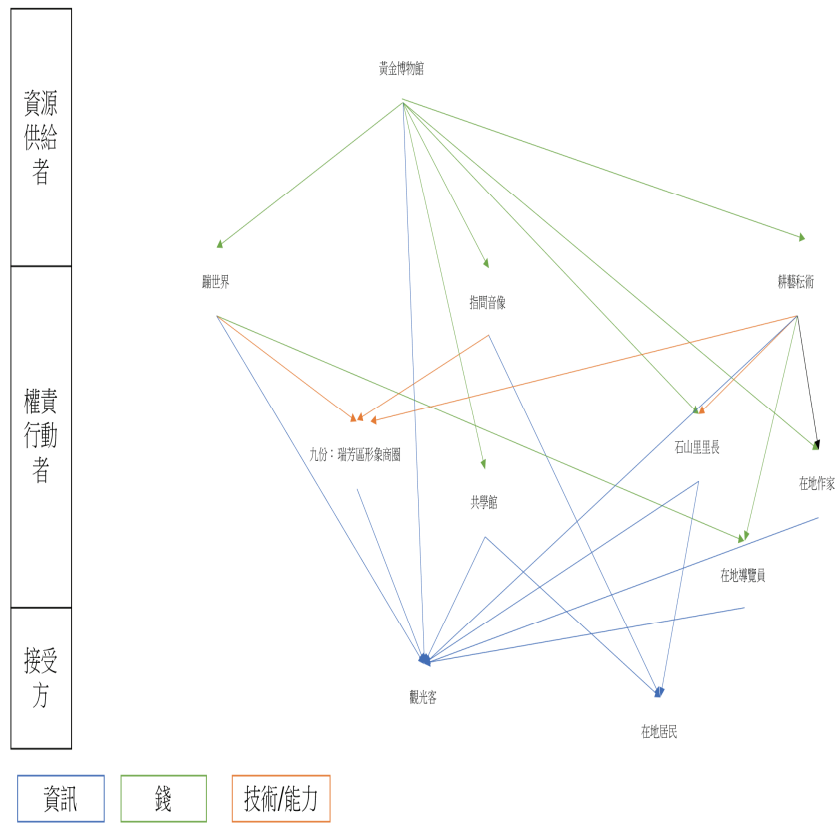 資源
供給
者
黃金博物館
權責
行動
者
蹦世界
指間音像
耕藝耘術
九份：瑞芳區形象商圈
共學館
石山里里長
在地作家
在地導覽員
接受
方
觀光客
在地居民
資訊
錢
技術/能力